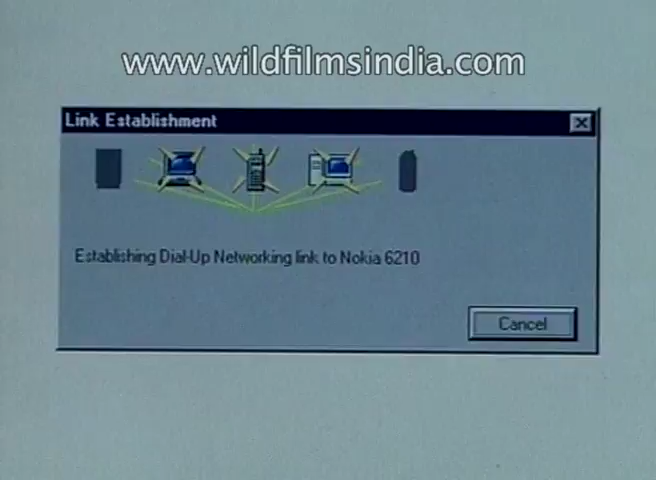 www.wildfilmsindia.com
Link Establishment
Establishing Dial-Up Networking link to Nokia 6210
Cancel